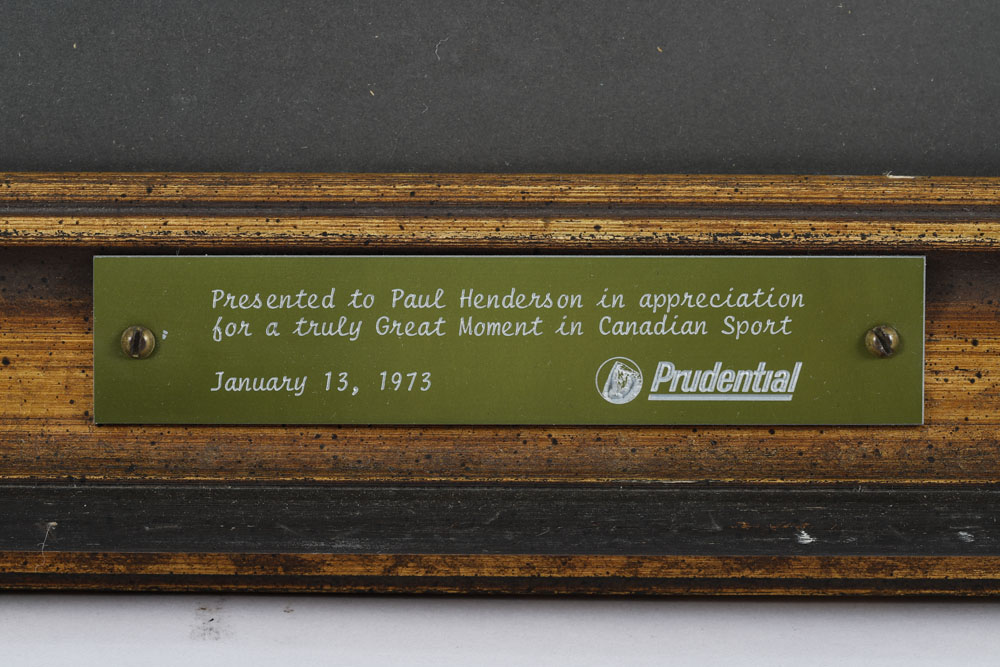 Presented to Paul Henderson in appreciation
for a truly Great Moment in Canadian Sport
January 13, 1973
Prudential